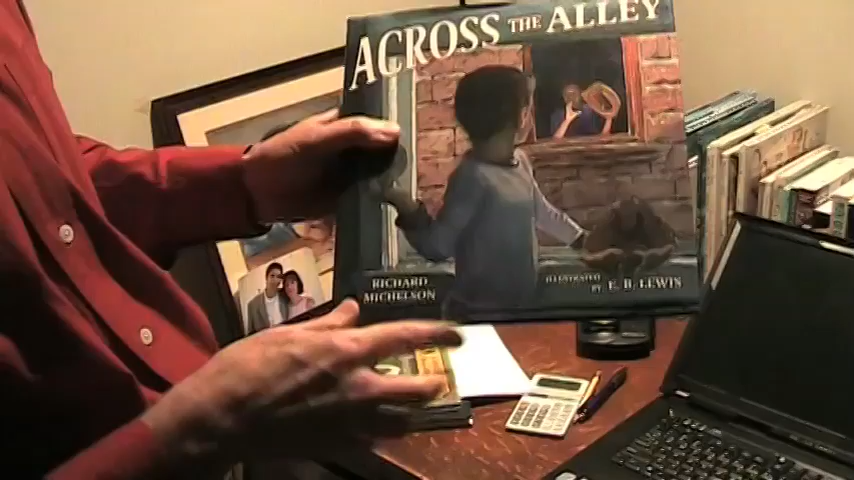 ACROSS THE ALLEY
RICHARD
MICHELSON
ILLUSTRATED
BY E. B. LEWIS